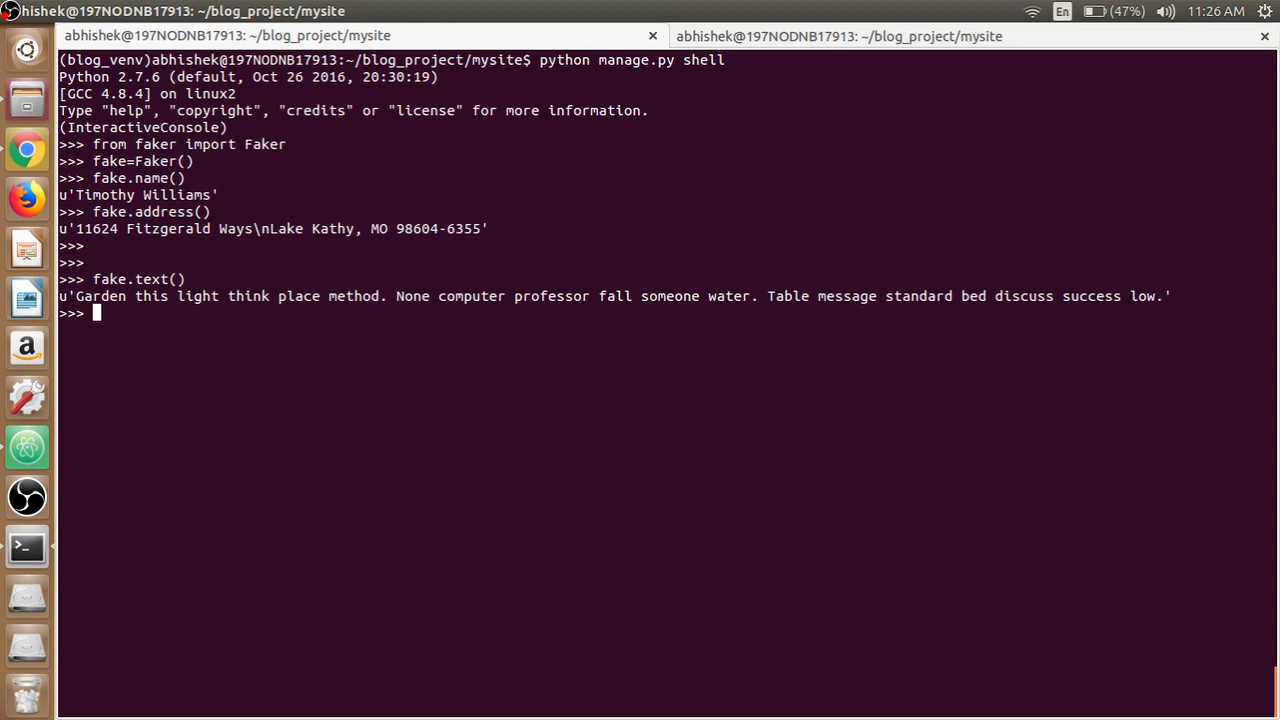 hishek@197NODNB17913: ~/blog_project/mysite
En
(47%)
11:26 AM
abhishek@197NODNB17913: ~/blog_project/mysite
abhishek@197NODNB17913: ~/blog_project/mysite
(blog_venv)abhishek@197NODNB17913:~/blog_project/mysite$ python manage.py shell
Python 2.7.6 (default, Oct 26 2016, 20:30:19)
[GCC 4.8.4] on linux2
Type "help", "copyright", "credits" or "license" for more information.
(InteractiveConsole)
>>> from faker import Faker
>>> fake=Faker()
>>> fake.name()
u'Timothy Williams'
>>> fake.address()
u'11624 Fitzgerald Ways\nLake Kathy, MO 98604-6355'
>>>
>>>
>>> fake.text()
u'Garden this light think place method. None computer professor fall someone water. Table message standard bed discuss success low.'
>>>